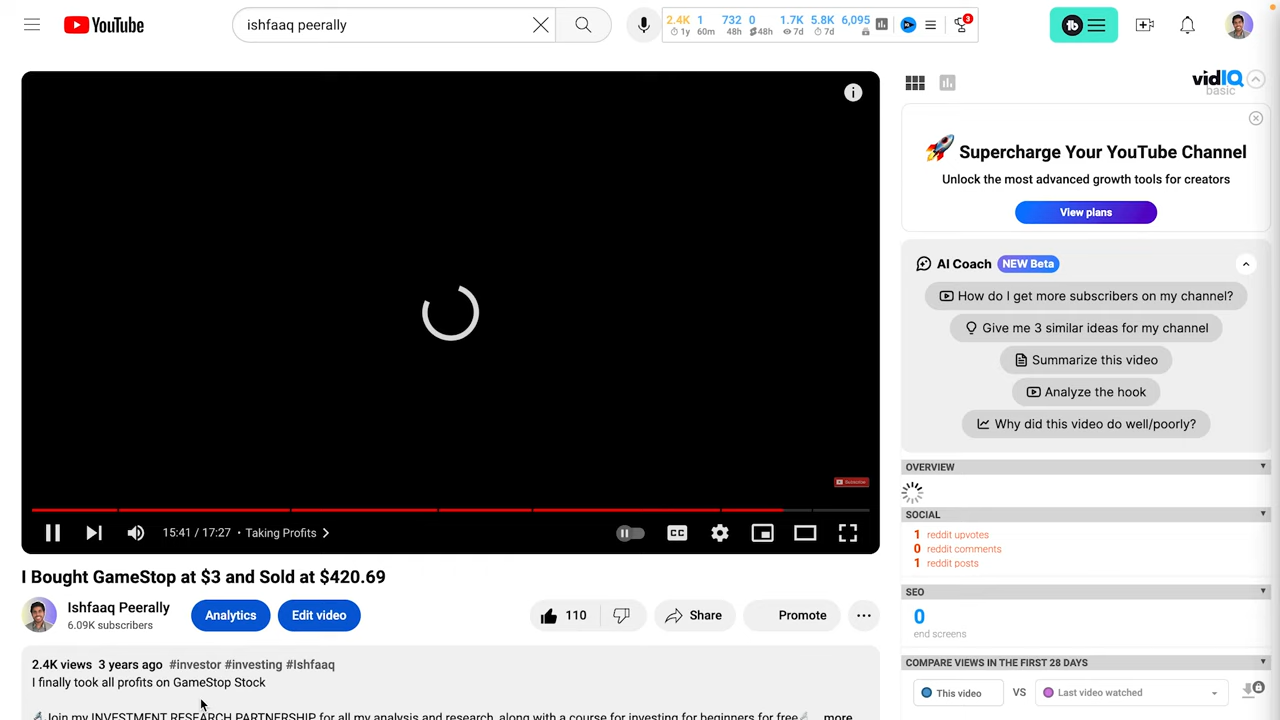 YouTube
ishfaaq peerally
2.4K 1 732 0 1.7K 5.8K 6,095
1y 60m 48h 48h 7d 7d
3
1b
vidIQ
basic
Supercharge Your YouTube Channel
Unlock the most advanced growth tools for creators
View plans
AI Coach NEW Beta
How do I get more subscribers on my channel?
Give me 3 similar ideas for my channel
Summarize this video
Analyze the hook
Why did this video do well/poorly?
OVERVIEW
SOCIAL
1 reddit upvotes
0 reddit comments
1 reddit posts
SEO
0
end screens
COMPARE VIEWS IN THE FIRST 28 DAYS
This video VS Last video watched
Subscribe
15:41 / 17:27 • Taking Profits
CC
I Bought GameStop at $3 and Sold at $420.69
Ishfaaq Peerally
6.09K subscribers
Analytics
Edit video
110
Share
Promote
2.4K views 3 years ago #investor #investing #Ishfaaq
I finally took all profits on GameStop Stock
Join my INVESTMENT RESEARCH PARTNERSHIP for all my analysis and research, along with a course for investing for beginners for free ...more